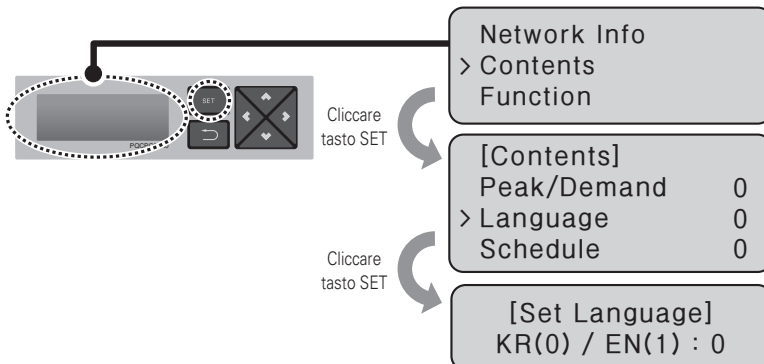 Network Info
> Contents
Function
SET
Cliccare
tasto SET
[Contents]
Peak/Demand 0
> Language 0
Schedule 0
Cliccare
tasto SET
[Set Language]
KR(0) / EN(1) : 0